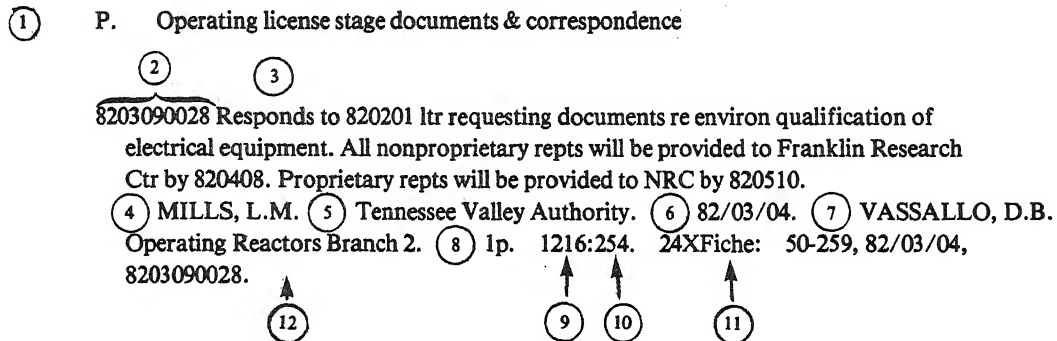 1 P. Operating license stage documents & correspondence
2 3
8203090028 Responds to 820201 ltr requesting documents re environ qualification of
electrical equipment. All nonproprietary repts will be provided to Franklin Research
Ctr by 820408. Proprietary repts will be provided to NRC by 820510.
4 MILLS, L.M. 5 Tennessee Valley Authority. 6 82/03/04. 7 VASSALLO, D.B.
Operating Reactors Branch 2. 8 1p. 1216:254. 24XFiche: 50-259, 82/03/04,
8203090028.
12 9 10 11